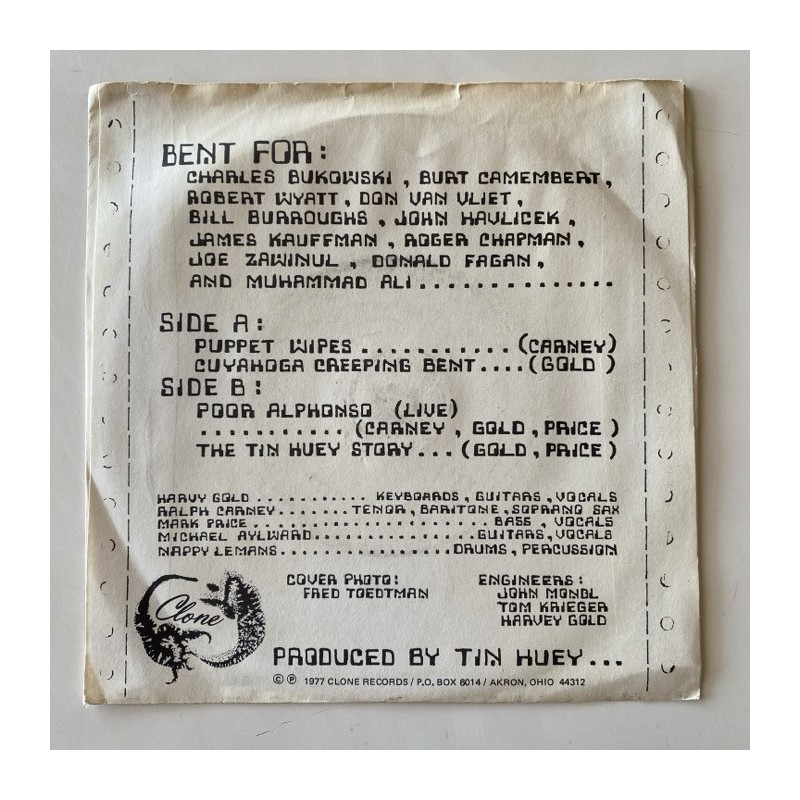 BENT FOR:
CHARLES BUKOWSKI, BURT CAMEMBERT,
ROBERT WYATT, DON VAN VLIET,
BILL BURROUGHS, JOHN HAVLICEK,
JAMES KAUFFMAN, ROGER CHAPMAN,
JOE ZAWINUL, DONALD FAGAN,
AND MUHAMMAD ALI...............
SIDE A:
PUPPET WIPES...........(CARNEY)
CUYAHOGA CREEPING BENT....(GOLD)
SIDE B:
POOR ALPHONSO (LIVE)
...........(CARNEY, GOLD, PRICE)
THE TIN HUEY STORY...(GOLD, PRICE)
HARVY GOLD...........KEYBOARDS, GUITARS, VOCALS
RALPH CARNEY.......TENOR, BARITONE, SOPRANO SAX
MARK PRICE........................BASS, VOCALS
MICHAEL AYLWARD................GUITARS, VOCALS
NAPPY LEMANS................DRUMS, PERCUSSION
COVER PHOTO: ENGINEERS:
FRED TOEDTMAN JOHN MONDL
TOM KRIEGER
HARVEY GOLD
Clone
PRODUCED BY TIN HUEY...
© ℗ 1977 CLONE RECORDS / P.O. BOX 6014 / AKRON, OHIO 44312